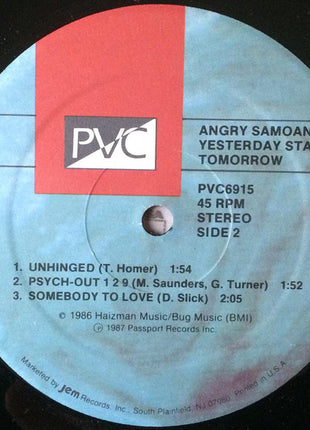 PVC
ANGRY SAMOAN
YESTERDAY STA
TOMORROW
PVC6915
45 RPM
STEREO
SIDE 2
1. UNHINGED (T. Homer) 1:54
2. PSYCH-OUT 1 2 9 (M. Saunders, G. Turner) 1:52
3. SOMEBODY TO LOVE (D. Slick) 2:05
© 1986 Haizman Music/Bug Music (BMI)
℗ 1987 Passport Records Inc.
Marketed by Jem Records Inc., South Plainfield, NJ 07080. Printed in U.S.A.